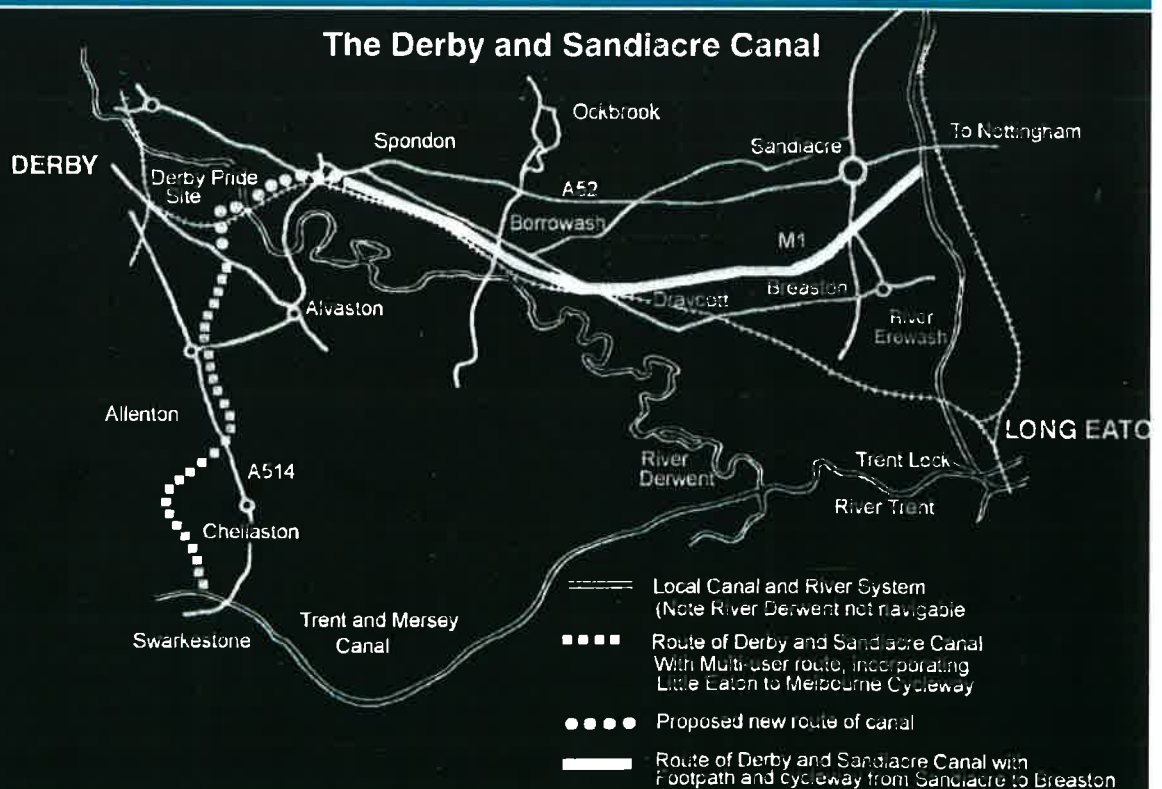 The Derby and Sandiacre Canal
Ockbrook
Spondon
Sandiacre
To Nottingham
DERBY
Derby Pride
Site
A52
Borrowash
M1
Breaston
Draycott
Alvaston
River
Erewash
Allenton
LONG EATO
A514
River
Derwent
Trent Lock
River Trent
Chellaston
Swarkestone
Trent and Mersey
Canal
Local Canal and River System
(Note River Derwent not navigable
Route of Derby and Sandiacre Canal
With Multi-user route, incorporating
Little Eaton to Melbourne Cycleway
Proposed new route of canal
Route of Derby and Sandiacre Canal with
Footpath and cycleway from Sandiacre to Breaston